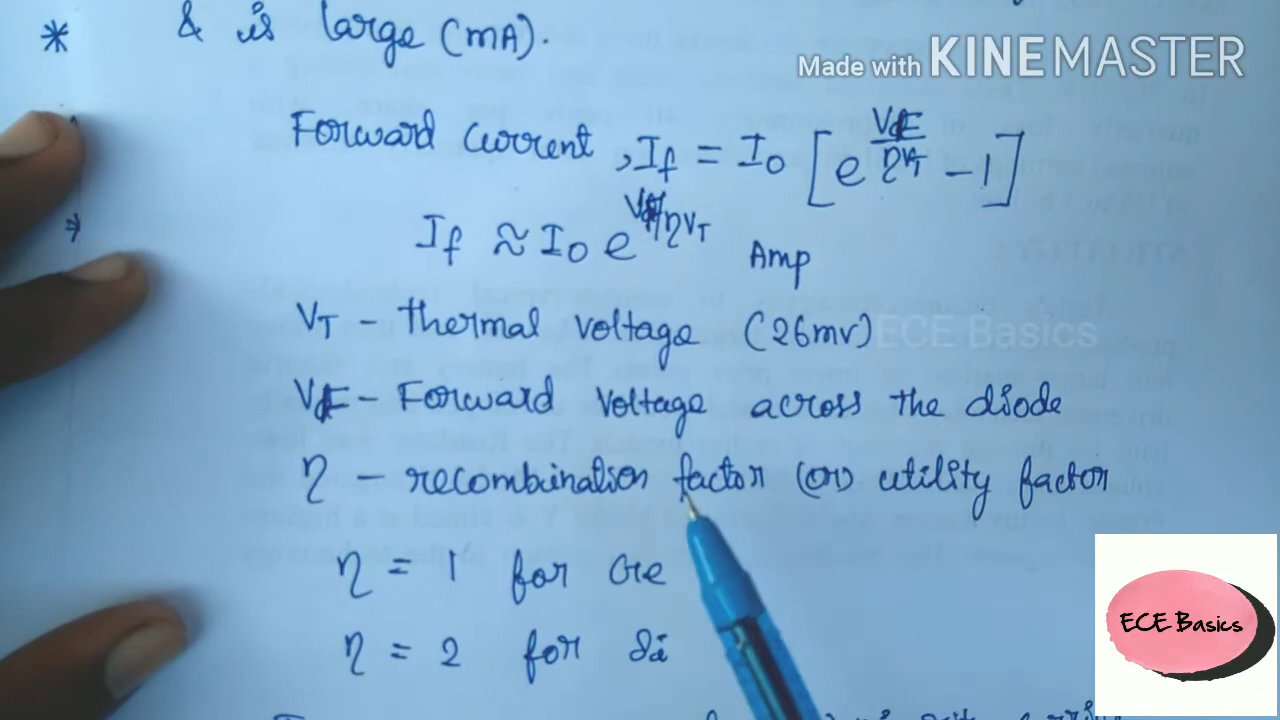 * & is large (mA).
Made with KINEMASTER
Forward Current, If = I0 [e^VF/ηVT - 1]
⇒ If ≈ I0 e^VF/ηVT Amp
VT - thermal voltage (26mv)
ECE Basics
VF - Forward Voltage across the diode
η - recombination factor (or) utility factor
η = 1 for Ge
η = 2 for Si
ECE Basics